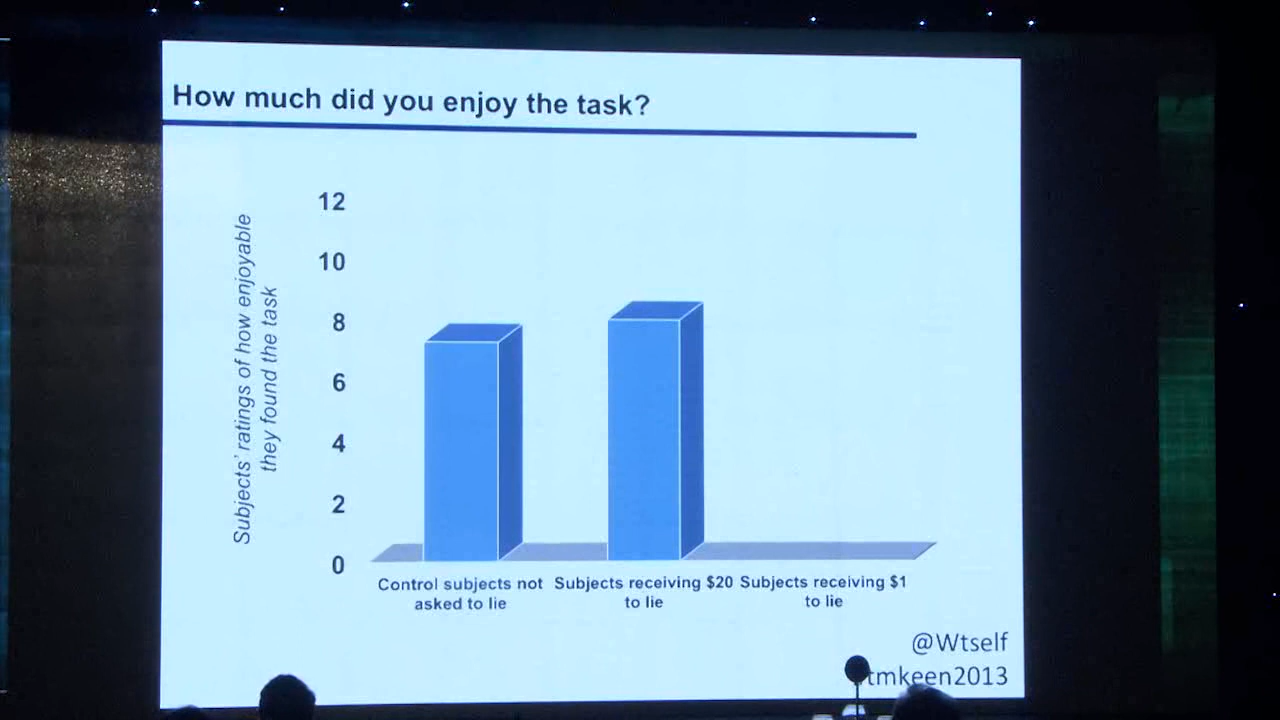 How much did you enjoy the task?
Subjects' ratings of how enjoyable
they found the task
12
10
8
6
4
2
0
Control subjects not
asked to lie
Subjects receiving $20
to lie
Subjects receiving $1
to lie
@Wtself
tmkeen2013